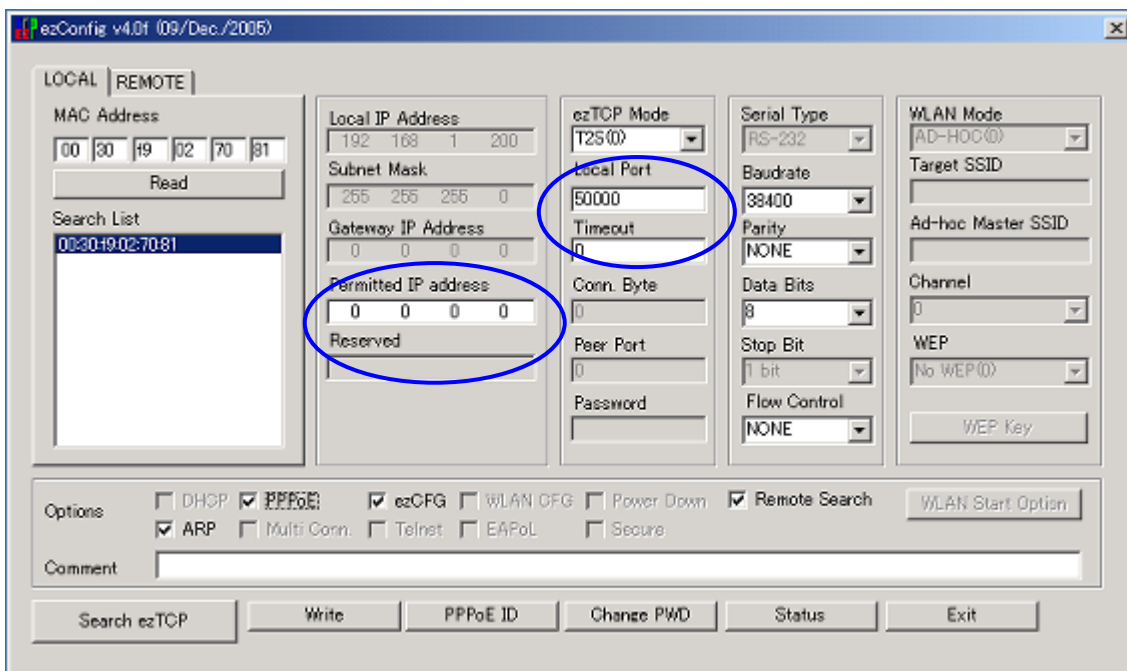 ezConfig v4.0f (09/Dec./2005)
LOCAL REMOTE
MAC Address
00 30 f9 02 70 81
Read
Search List
00:30:f9:02:70:81
Local IP Address
192 168 1 200
Subnet Mask
255 255 255 0
Gateway IP Address
0 0 0 0
Permitted IP address
0 0 0 0
Reserved
ezTCP Mode
T2S(0)
Local Port
50000
Timeout
0
Conn. Byte
0
Peer Port
0
Password
Serial Type
RS-232
Baudrate
38400
Parity
NONE
Data Bits
8
Stop Bit
1 bit
Flow Control
NONE
WLAN Mode
AD-HOC(0)
Target SSID
Ad-hoc Master SSID
Channel
0
WEP
No WEP(0)
WEP Key
Options
DHCP PPPoE ezCFG WLAN CFG Power Down Remote Search
ARP Multi Conn. Telnet EAPoL Secure
WLAN Start Option
Comment
Search ezTCP Write PPPoE ID Change PWD Status Exit